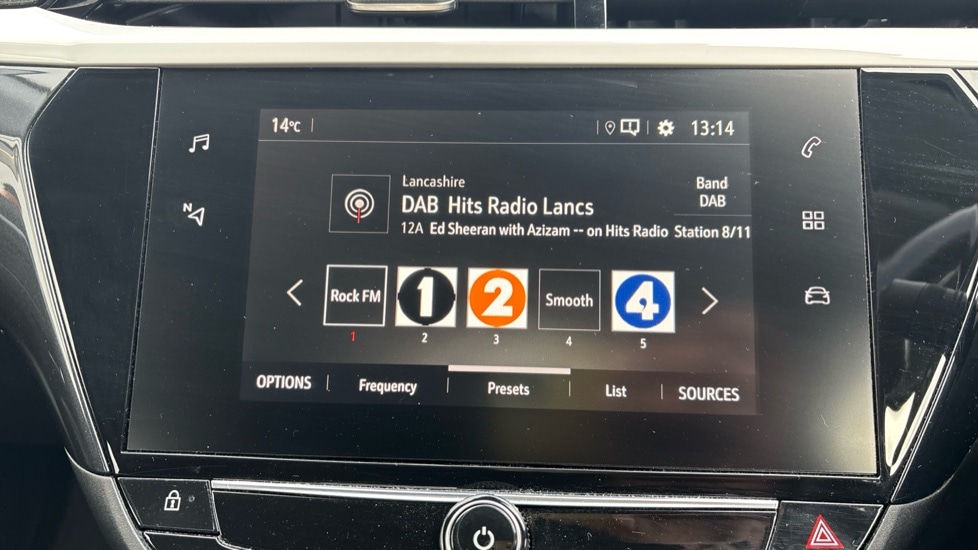 14°C 13:14
Lancashire
DAB Hits Radio Lancs
12A Ed Sheeran with Azizam -- on Hits Radio Station 8/11
Band
DAB
N
Rock FM 1 2 Smooth 4
1 2 3 4 5
OPTIONS Frequency Presets List SOURCES